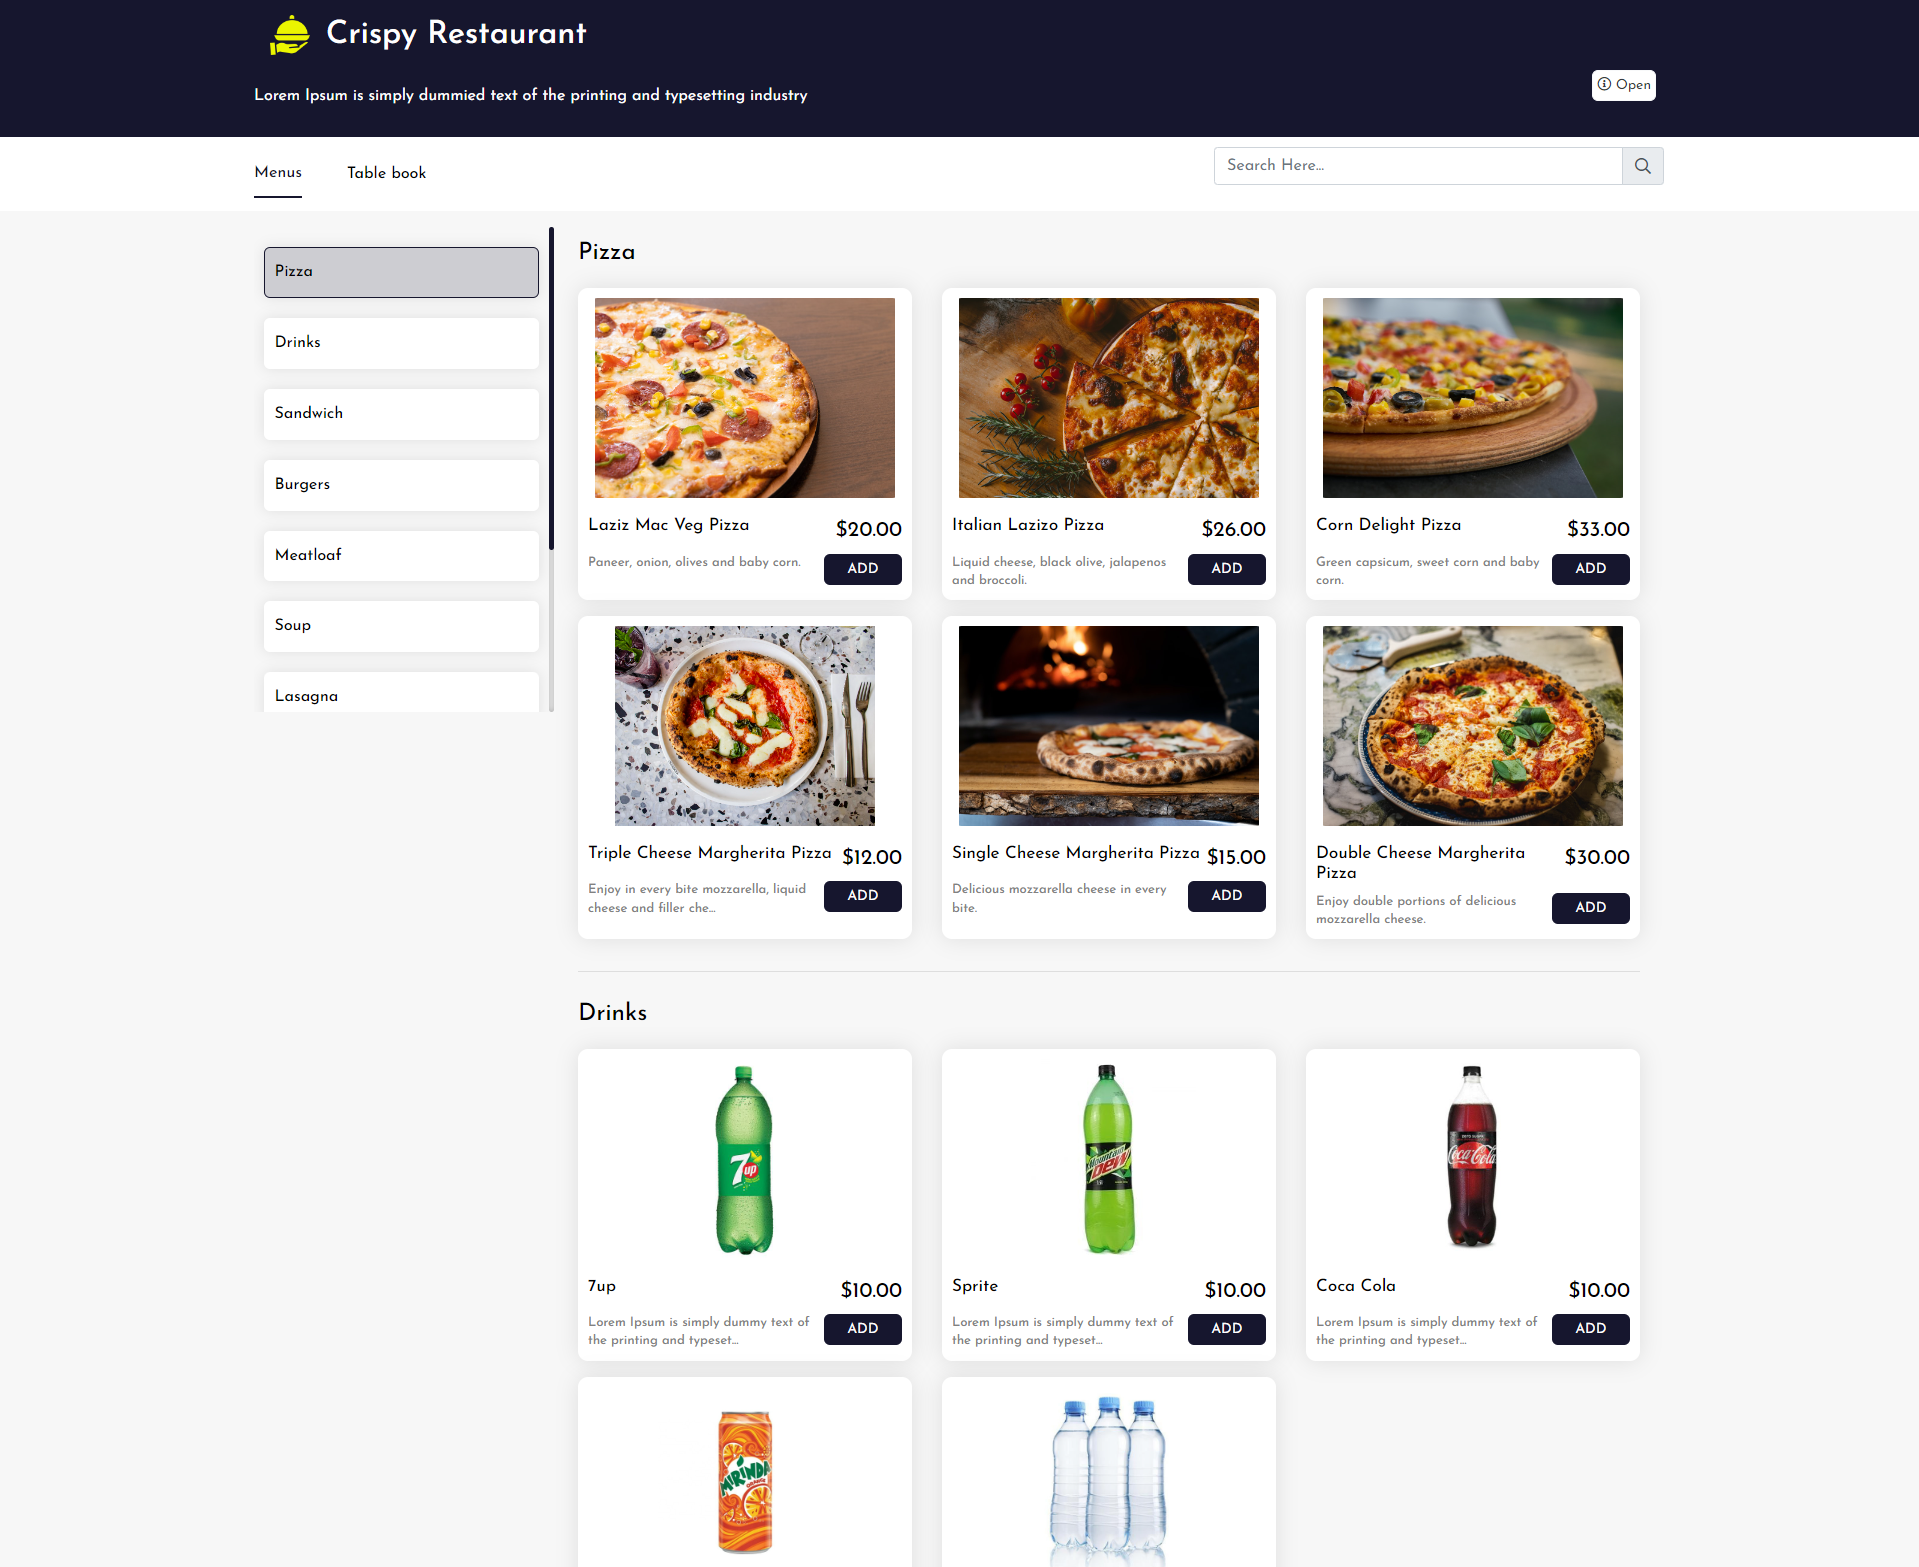 Crispy Restaurant
Lorem Ipsum is simply dummied text of the printing and typesetting industry
Open
Menus
Table book
Search Here...
Pizza
Drinks
Sandwich
Burgers
Meatloaf
Soup
Lasagna
Pizza
Laziz Mac Veg Pizza
$20.00
Paneer, onion, olives and baby corn.
ADD
Italian Lazizo Pizza
$26.00
Liquid cheese, black olive, jalapenos
and broccoli.
ADD
Corn Delight Pizza
$33.00
Green capsicum, sweet corn and baby
corn.
ADD
Triple Cheese Margherita Pizza
$12.00
Enjoy in every bite mozzarella, liquid
cheese and filler che...
ADD
Single Cheese Margherita Pizza
$15.00
Delicious mozzarella cheese in every
bite.
ADD
Double Cheese Margherita
Pizza
$30.00
Enjoy double portions of delicious
mozzarella cheese.
ADD
Drinks
7up
Mountain
Dew
Coca-Cola
7up
$10.00
Lorem Ipsum is simply dummy text of
the printing and typeset...
ADD
Sprite
$10.00
Lorem Ipsum is simply dummy text of
the printing and typeset...
ADD
Coca Cola
$10.00
Lorem Ipsum is simply dummy text of
the printing and typeset...
ADD
MIRINDA